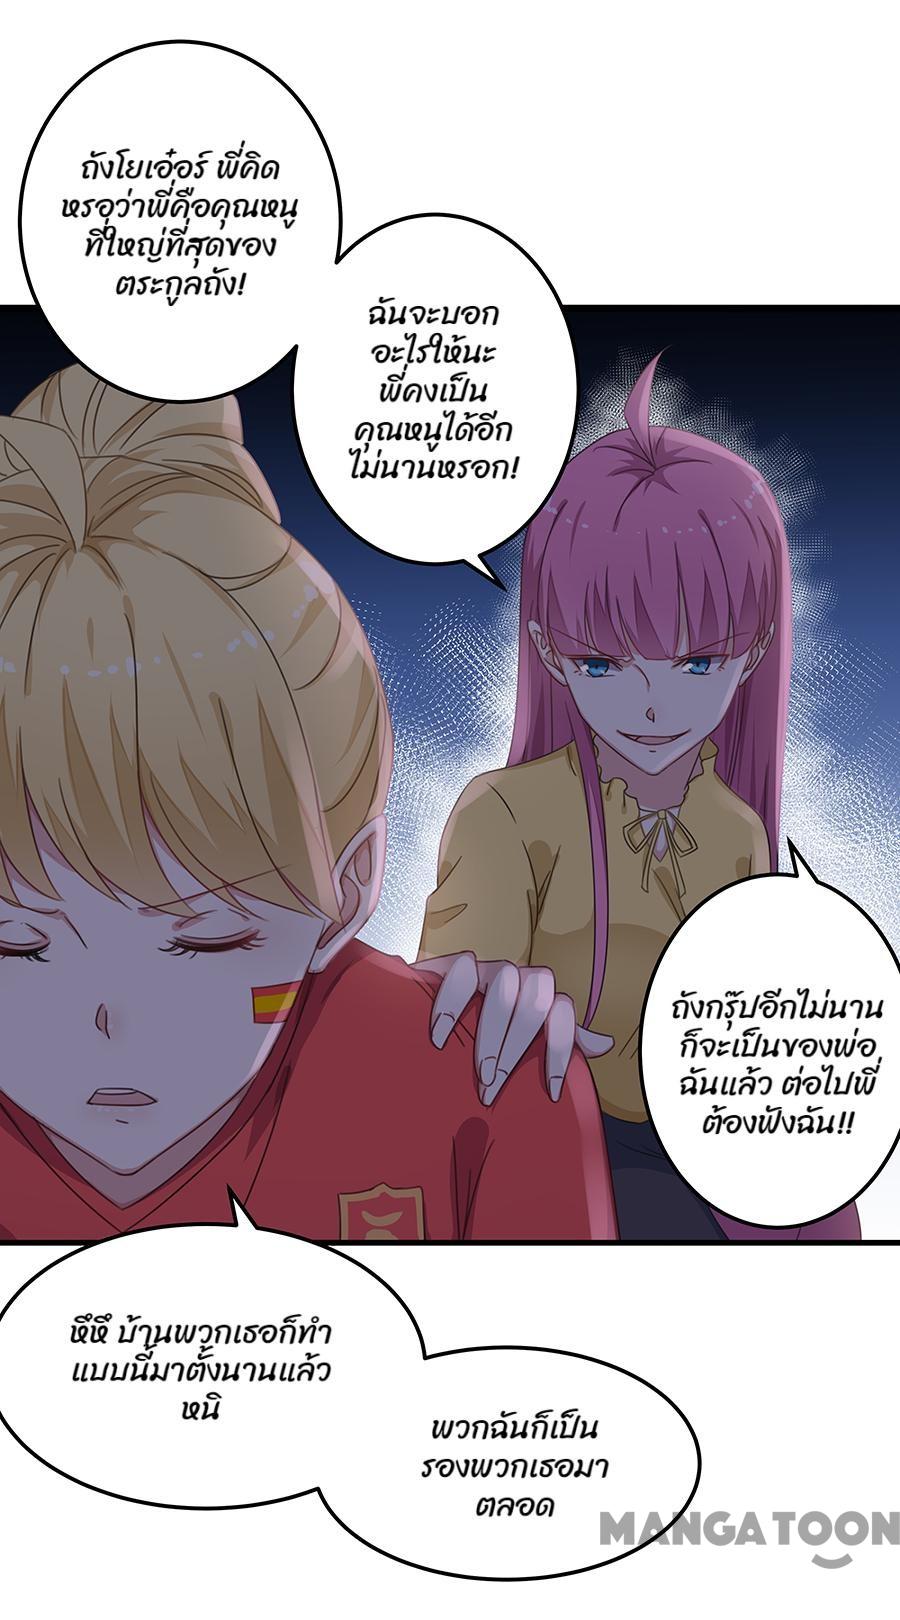 ถังโยเอ๋อร์ พี่คิด
หรอว่าพี่คือคุณหนู
ที่ใหญ่ที่สุดของ
ตระกูลถัง!
ฉันจะบอก
อะไรให้นะ
พี่คงเป็น
คุณหนูได้อีก
ไม่นานหรอก!
ถังกรุ๊ปอีกไม่นาน
ก็จะเป็นของพ่อ
ฉันแล้ว ต่อไปพี่
ต้องฟังฉัน!!
หึหึ บ้านพวกเธอก็ทำ
แบบนี้มาตั้งนานแล้ว
หนิ
พวกฉันก็เป็น
รองพวกเธอมา
ตลอด
MANGATOON